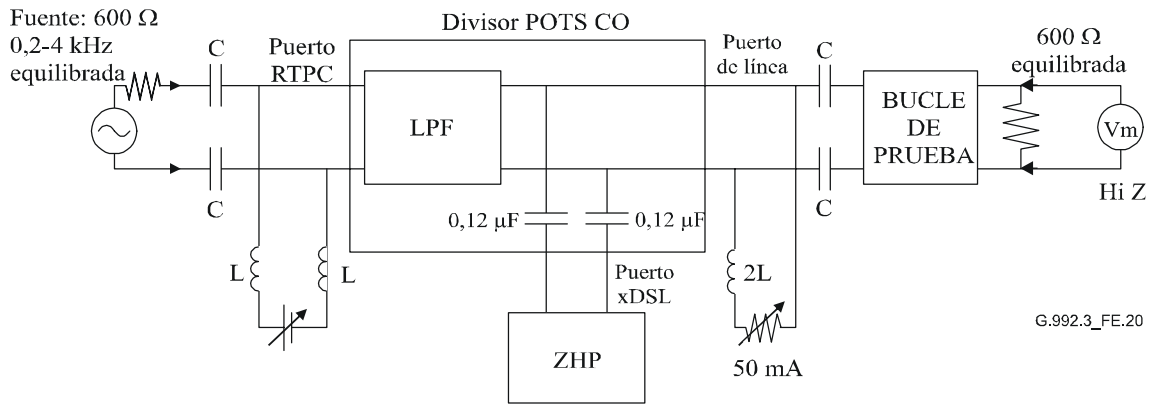 Fuente: 600 Ω
0,2-4 kHz
equilibrada
C
C
Puerto
RTPC
Divisor POTS CO
LPF
0,12 µF
0,12 µF
Puerto
xDSL
ZHP
L
L
Puerto
de línea
2L
50 mA
C
C
BUCLE
DE
PRUEBA
600 Ω
equilibrada
Vm
Hi Z
G.992.3_FE.20